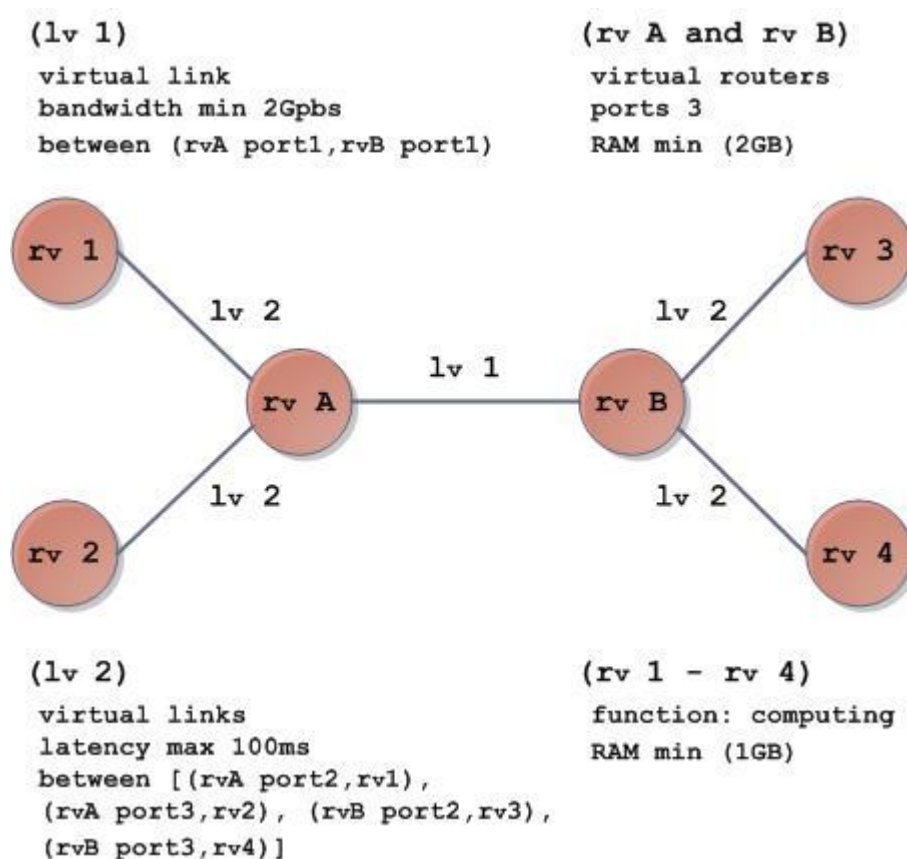 (lv 1)
virtual link
bandwidth min 2Gpbs
between (rvA port1,rvB port1)
(rv A and rv B)
virtual routers
ports 3
RAM min (2GB)
rv 1
rv 3
lv 2
lv 2
lv 1
rv A
rv B
lv 2
lv 2
rv 2
rv 4
(lv 2)
virtual links
latency max 100ms
between [(rvA port2,rv1),
(rvA port3,rv2), (rvB port2,rv3),
(rvB port3,rv4)]
(rv 1 - rv 4)
function: computing
RAM min (1GB)